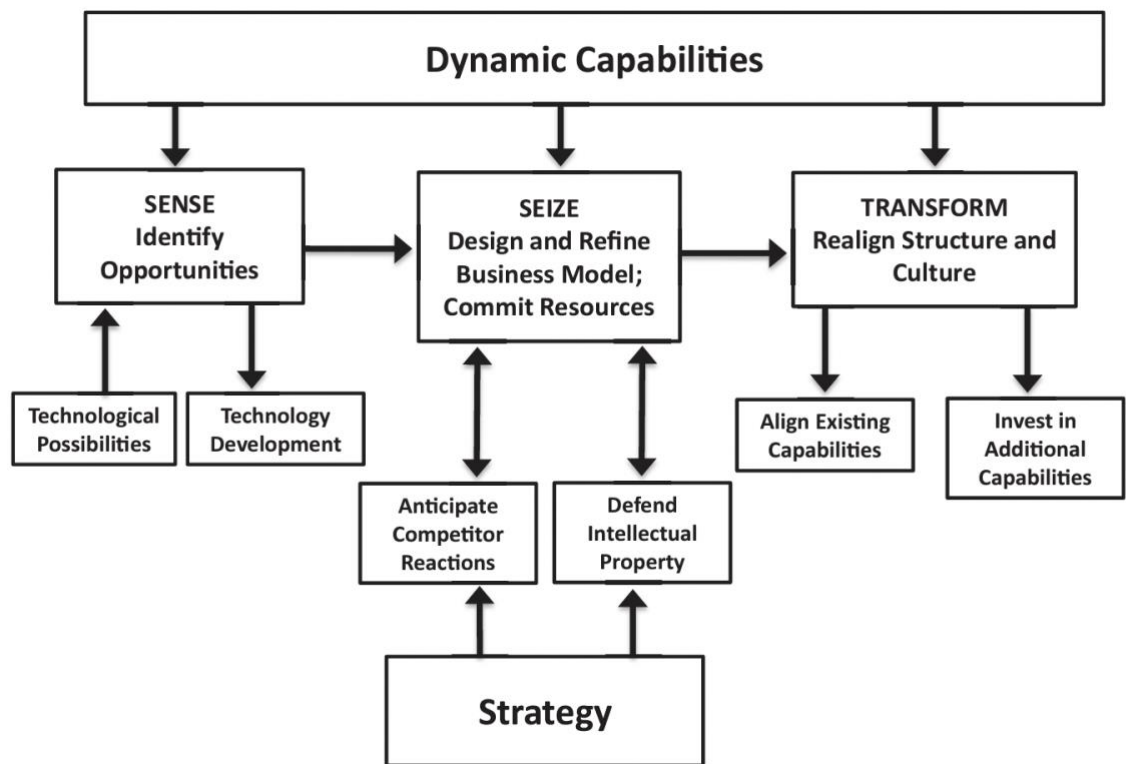 Dynamic Capabilities
SENSE
Identify
Opportunities
SEIZE
Design and Refine
Business Model;
Commit Resources
TRANSFORM
Realign Structure and
Culture
Technological
Possibilities
Technology
Development
Align Existing
Capabilities
Invest in
Additional
Capabilities
Anticipate
Competitor
Reactions
Defend
Intellectual
Property
Strategy